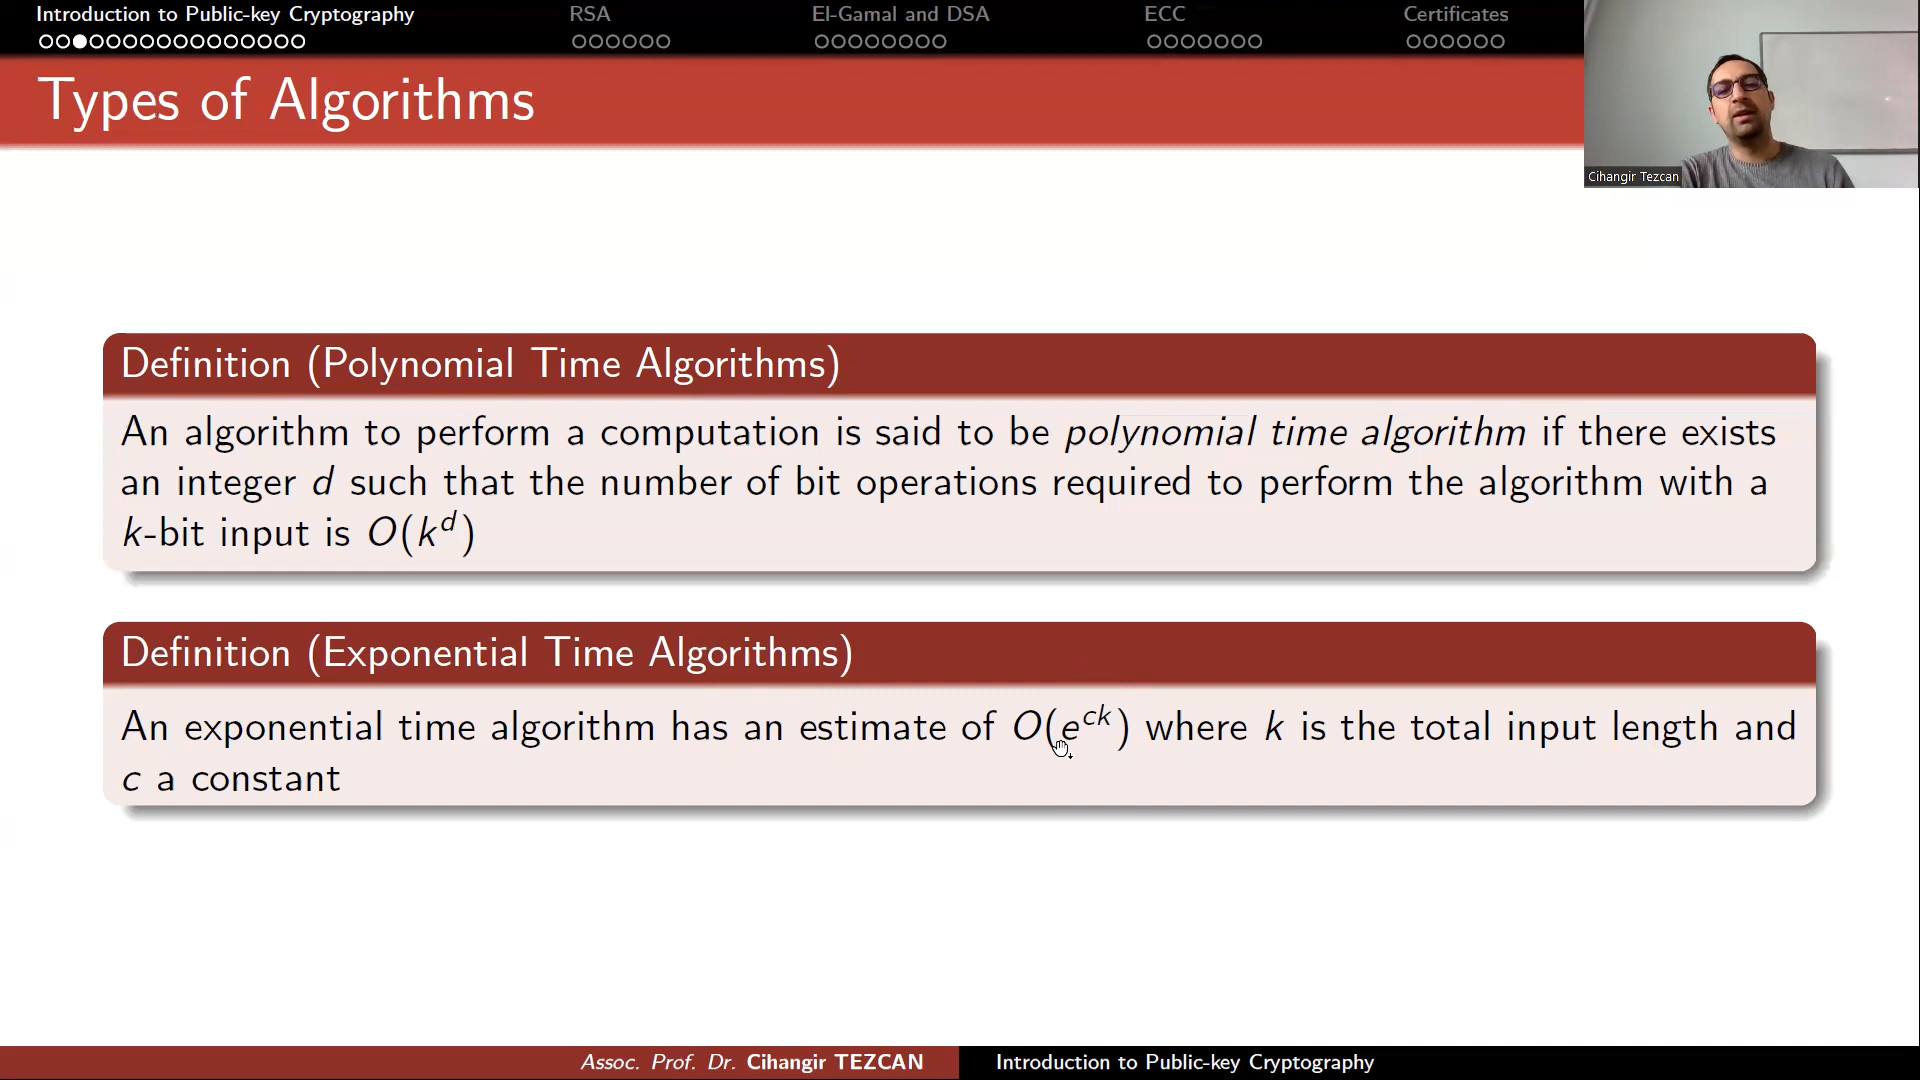 Introduction to Public-key Cryptography RSA El-Gamal and DSA ECC Certificates
Types of Algorithms
Cihangir Tezcan
Definition (Polynomial Time Algorithms)
An algorithm to perform a computation is said to be polynomial time algorithm if there exists
an integer d such that the number of bit operations required to perform the algorithm with a
k-bit input is O(k^d)
Definition (Exponential Time Algorithms)
An exponential time algorithm has an estimate of O(e^{ck}) where k is the total input length and
c a constant
Assoc. Prof. Dr. Cihangir TEZCAN Introduction to Public-key Cryptography